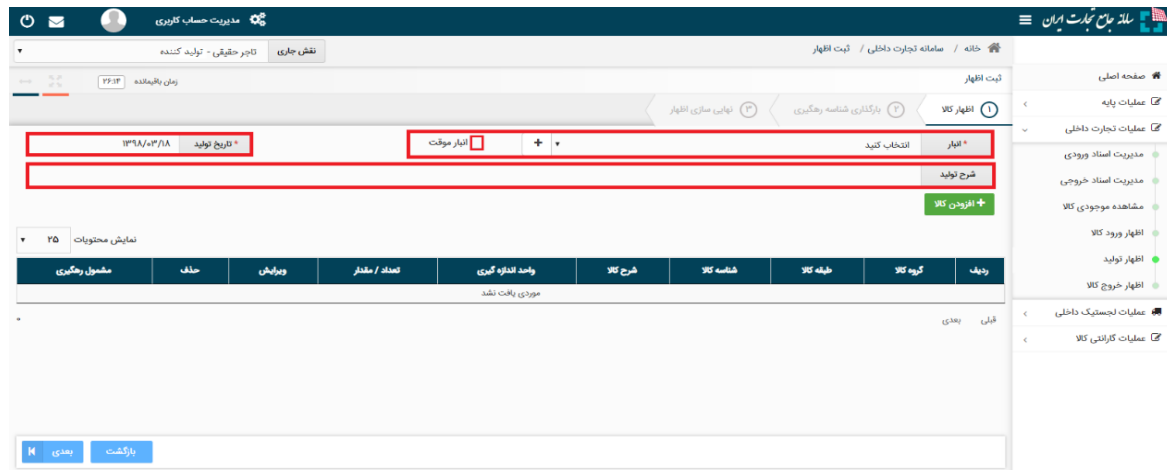 سامانه جامع تجارت ایران
مدیریت حساب کاربری
خانه / سامانه تجارت داخلی / ثبت اظهار
نقش جاری تاجر حقیقی - تولید کننده
ثبت اظهار
زمان باقیمانده ۲۶:۱۴
۱ اظهار کالا ۲ بارگذاری شناسه رهگیری ۳ نهایی سازی اظهار
* انبار انتخاب کنید انبار موقت * تاریخ تولید ۱۳۹۸/۰۳/۱۸
شرح تولید
+ افزودن کالا
نمایش محتویات ۲۵
ردیف گروه کالا طبقه کالا شناسه کالا شرح کالا واحد اندازه گیری تعداد / مقدار ویرایش حذف مشمول رهگیری
موردی یافت نشد
قبلی بعدی
بازگشت بعدی
صفحه اصلی
عملیات پایه
عملیات تجارت داخلی
مدیریت اسناد ورودی
مدیریت اسناد خروجی
مشاهده موجودی کالا
اظهار ورود کالا
اظهار تولید
اظهار خروج کالا
عملیات لجستیک داخلی
عملیات گارانتی کالا